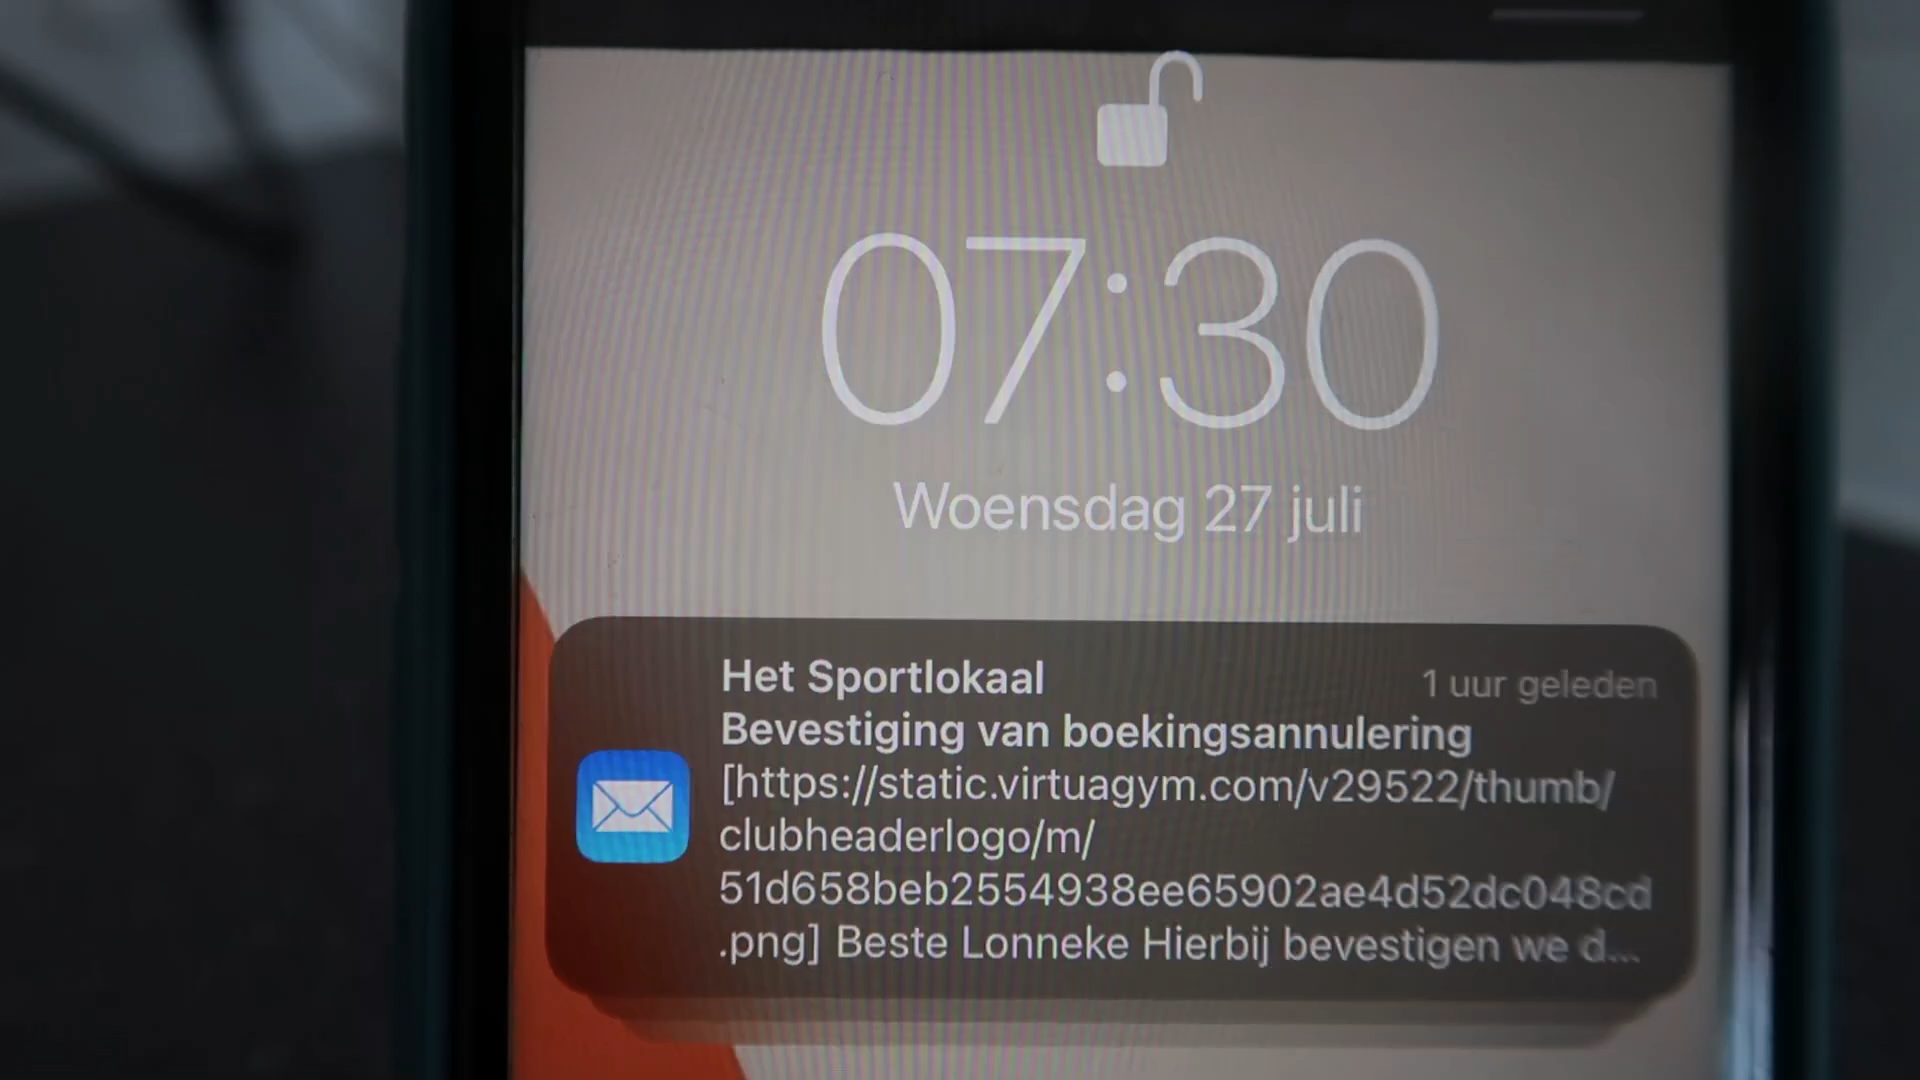 07:30
Woensdag 27 juli
Het Sportlokaal 1 uur geleden
Bevestiging van boekingsannulering
[https://static.virtuagym.com/v29522/thumb/
clubheaderlogo/m/
51d658beb2554938ee65902ae4d52dc048cd
.png] Beste Lonneke Hierbij bevestigen we d...